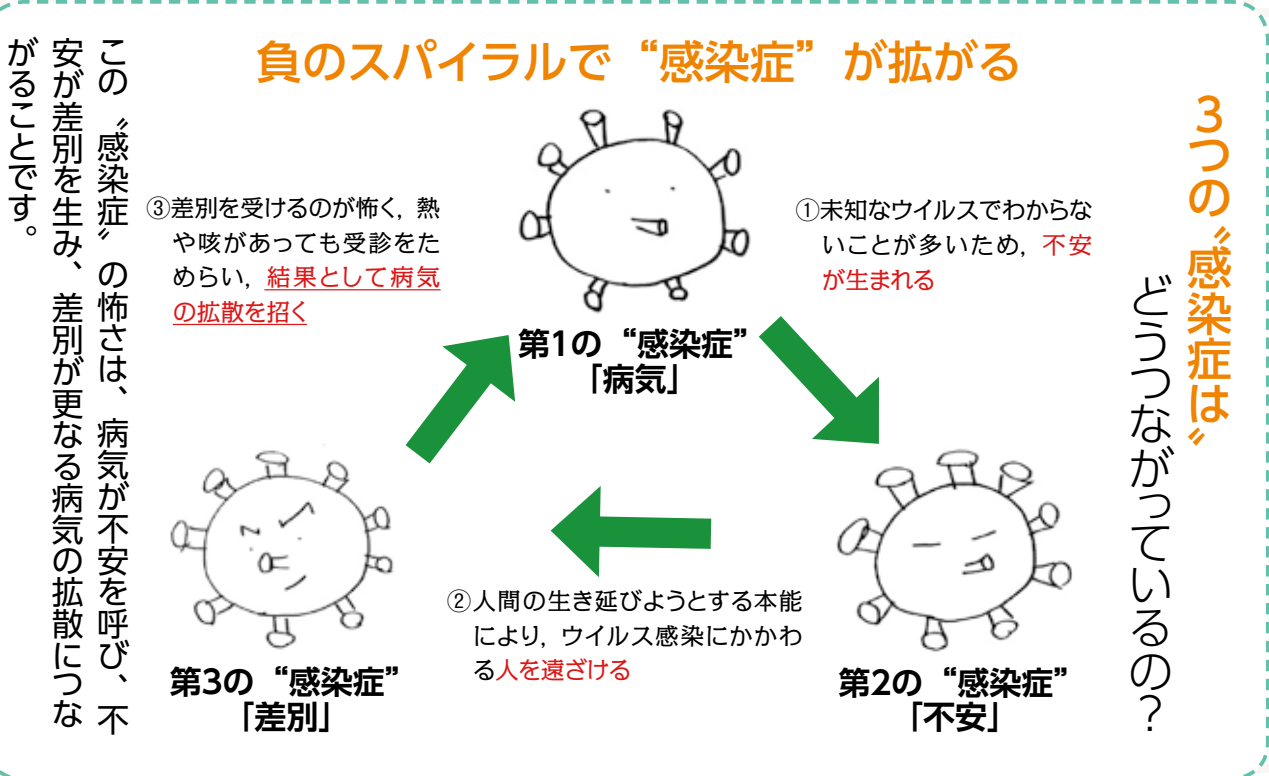 3つの〝感染症は〟
どうつながっているの？
負のスパイラルで“感染症”が拡がる
①未知なウイルスでわからな
いことが多いため，不安
が生まれる
第1の“感染症”
「病気」
第2の“感染症”
「不安」
②人間の生き延びようとする本能
により，ウイルス感染にかかわ
る人を遠ざける
第3の“感染症”
「差別」
③差別を受けるのが怖く，熱
や咳があっても受診をた
めらい，結果として病気
の拡散を招く
この〝感染症〟の怖さは、病気が不安を呼び、不
安が差別を生み、差別が更なる病気の拡散につな
がることです。